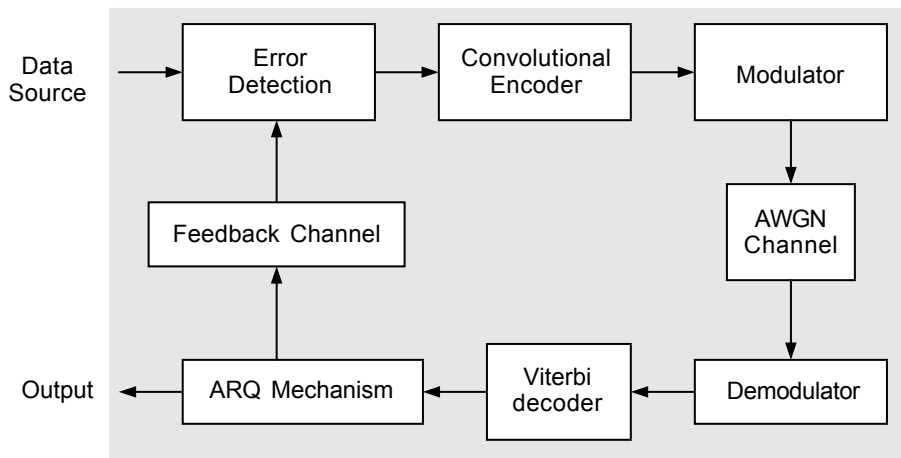 Data
Source
Error
Detection
Convolutional
Encoder
Modulator
Feedback Channel
AWGN
Channel
Output
ARQ Mechanism
Viterbi
decoder
Demodulator